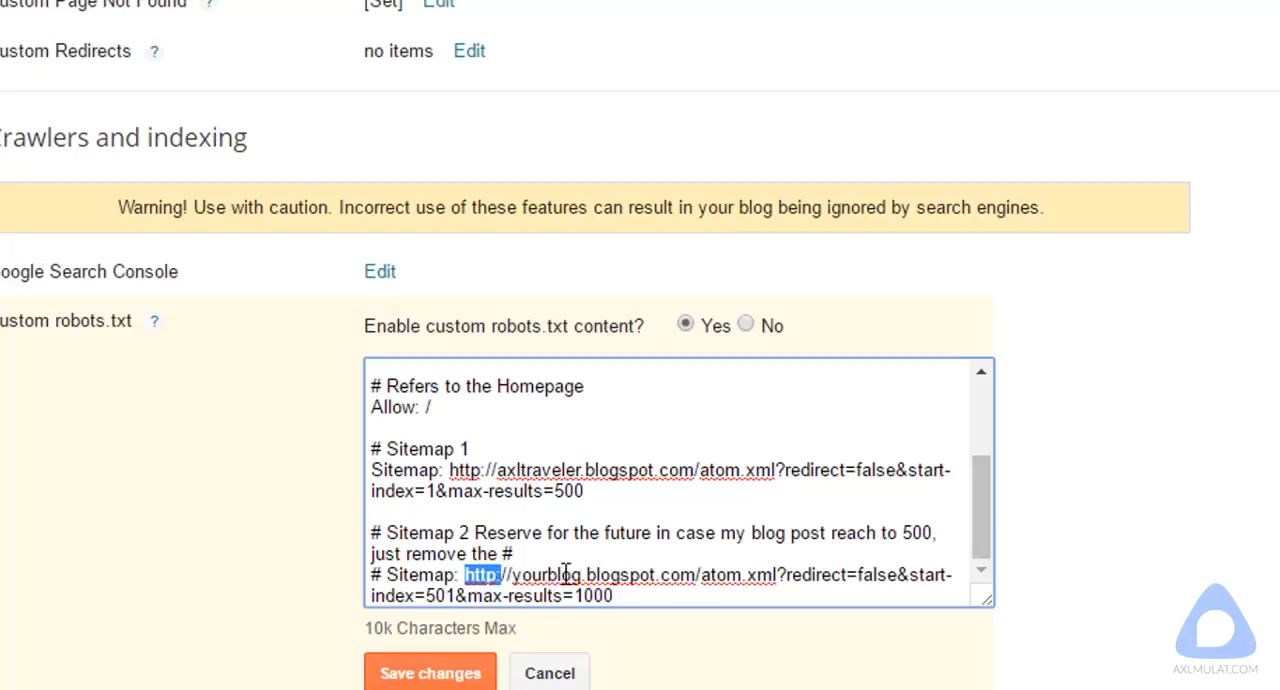 ustom Page Not Found ? [Set] Edit
ustom Redirects ? no items Edit
Crawlers and indexing
Warning! Use with caution. Incorrect use of these features can result in your blog being ignored by search engines.
oogle Search Console Edit
ustom robots.txt ? Enable custom robots.txt content? Yes No
# Refers to the Homepage
Allow: /
# Sitemap 1
Sitemap: http://axltraveler.blogspot.com/atom.xml?redirect=false&start-
index=1&max-results=500
# Sitemap 2 Reserve for the future in case my blog post reach to 500,
just remove the #
# Sitemap: http://yourblog.blogspot.com/atom.xml?redirect=false&start-
index=501&max-results=1000
10k Characters Max
Save changes Cancel
AXLMULAT.COM